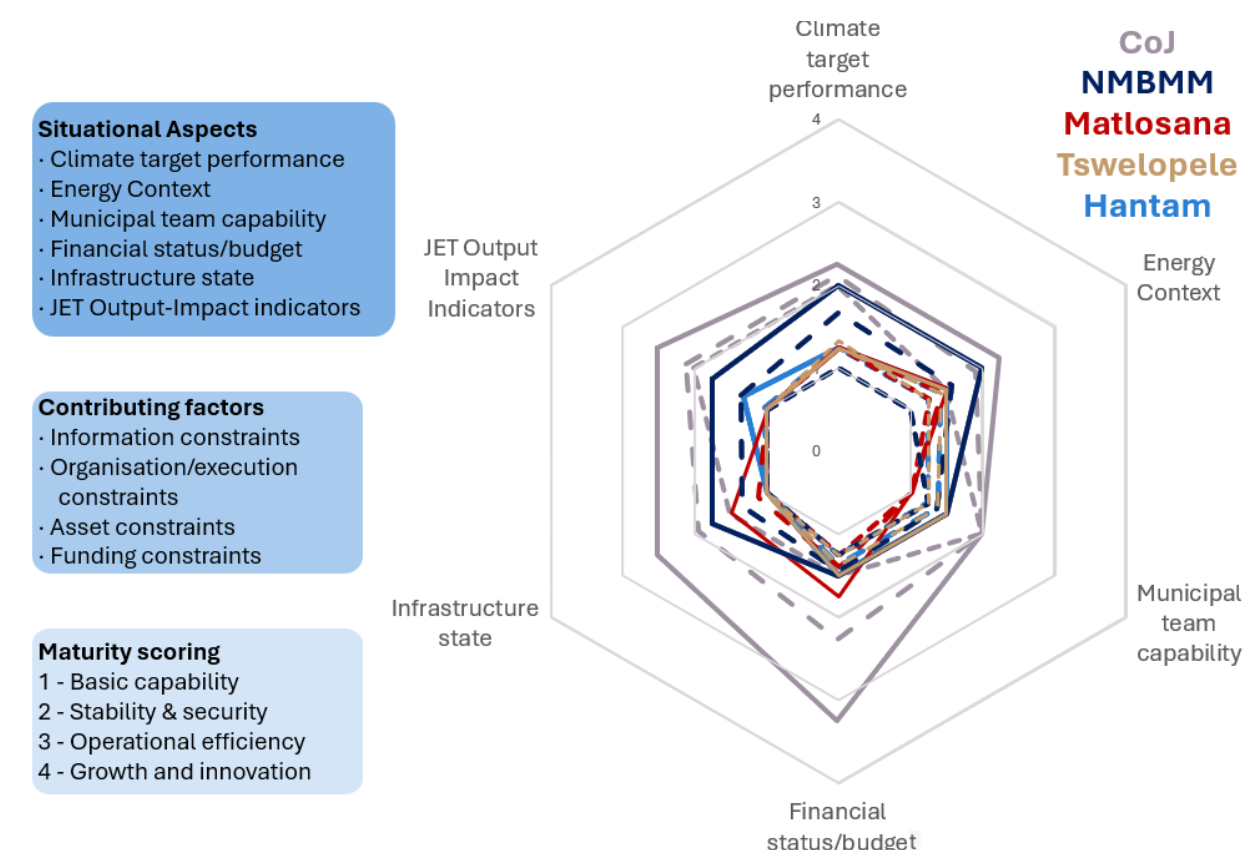 Situational Aspects
· Climate target performance
· Energy Context
· Municipal team capability
· Financial status/budget
· Infrastructure state
· JET Output-Impact indicators
Contributing factors
· Information constraints
· Organisation/execution
constraints
· Asset constraints
· Funding constraints
Maturity scoring
1 - Basic capability
2 - Stability & security
3 - Operational efficiency
4 - Growth and innovation
Climate
target
performance
4
3
2
1
0
Energy
Context
Municipal
team
capability
Financial
status/budget
Infrastructure
state
JET Output
Impact
Indicators
CoJ
NMBMM
Matlosana
Tswelopele
Hantam